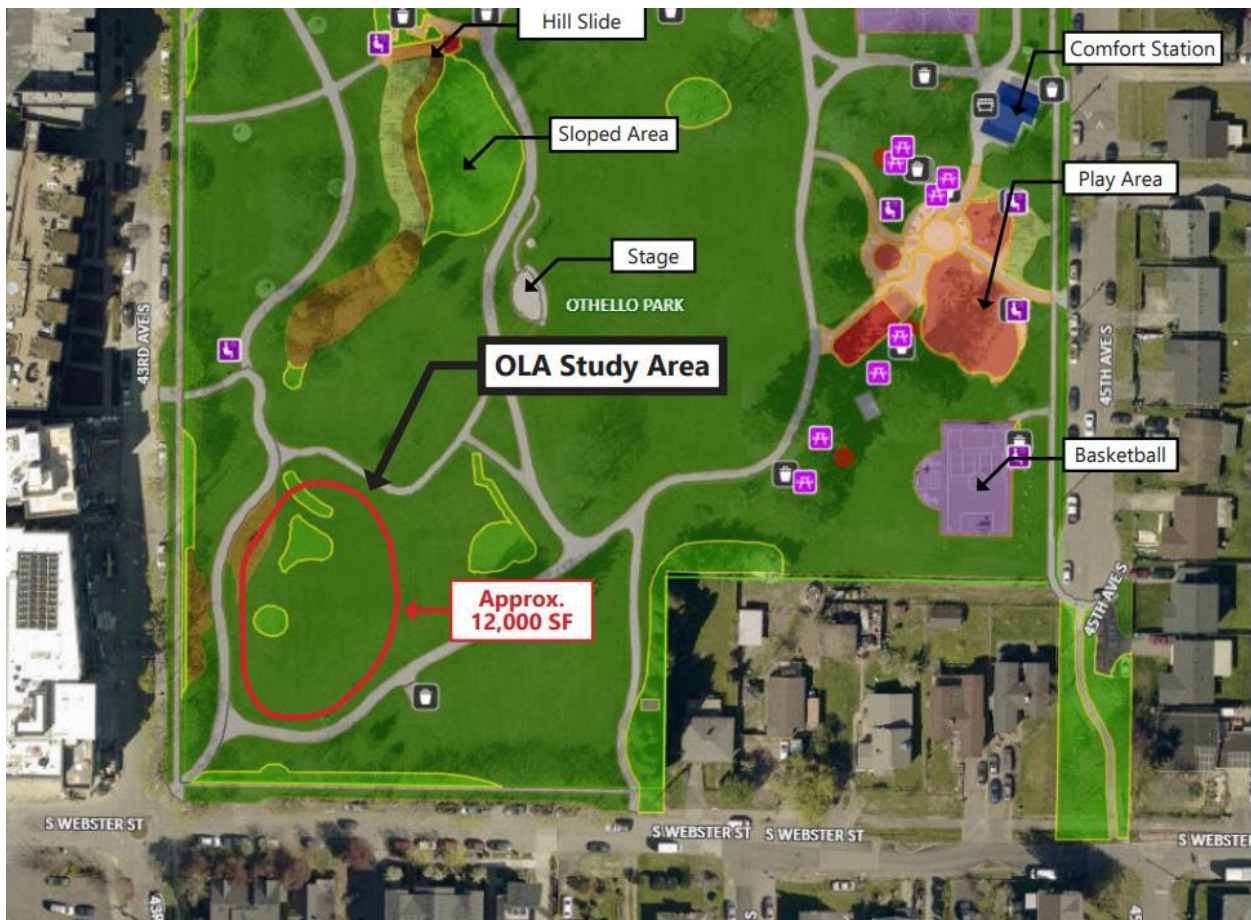 Hill Slide
Comfort Station
Sloped Area
Play Area
Stage
OTHELLO PARK
43RD AVE S
OLA Study Area
45TH AVE S
Basketball
Approx.
12,000 SF
45TH AVE S
S WEBSTER ST
S WEBSTER ST
S WEBSTER ST
S WEBSTER